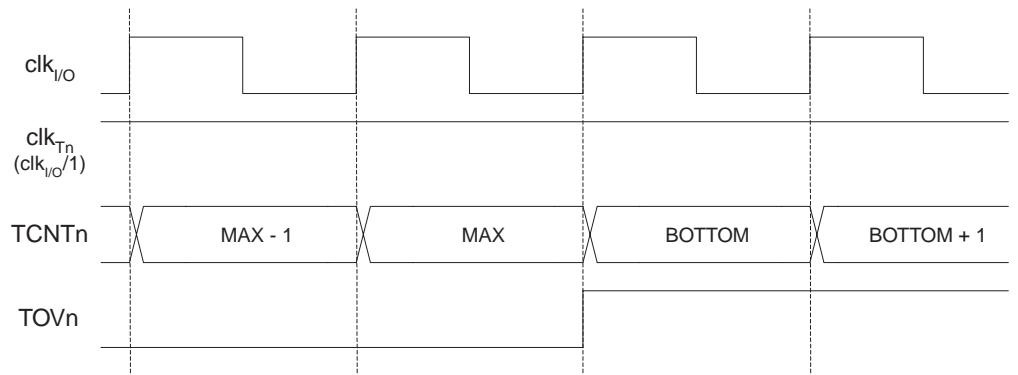 clkI/O
clkTn
(clkI/O/1)
TCNTn MAX - 1 MAX BOTTOM BOTTOM + 1
TOVn